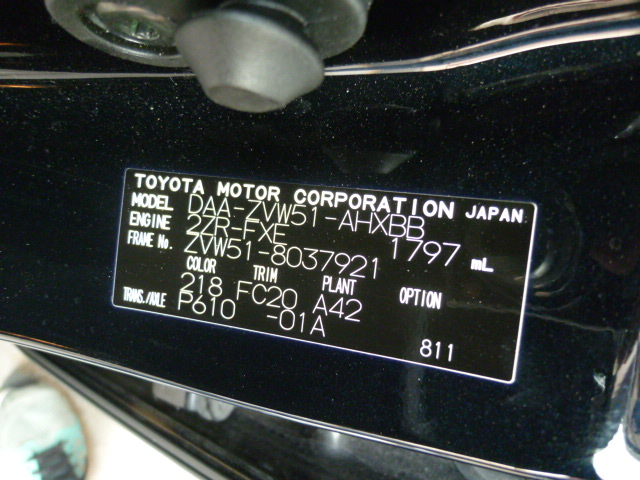 TOYOTA MOTOR CORPORATION JAPAN
MODEL DAA-ZVW51-AHXBB
ENGINE 2ZR-FXE 1797 mL
FRAME No. ZVW51-8037921
COLOR TRIM PLANT OPTION
218 FC20 A42
TRANS./AXLE P610 -01A
811